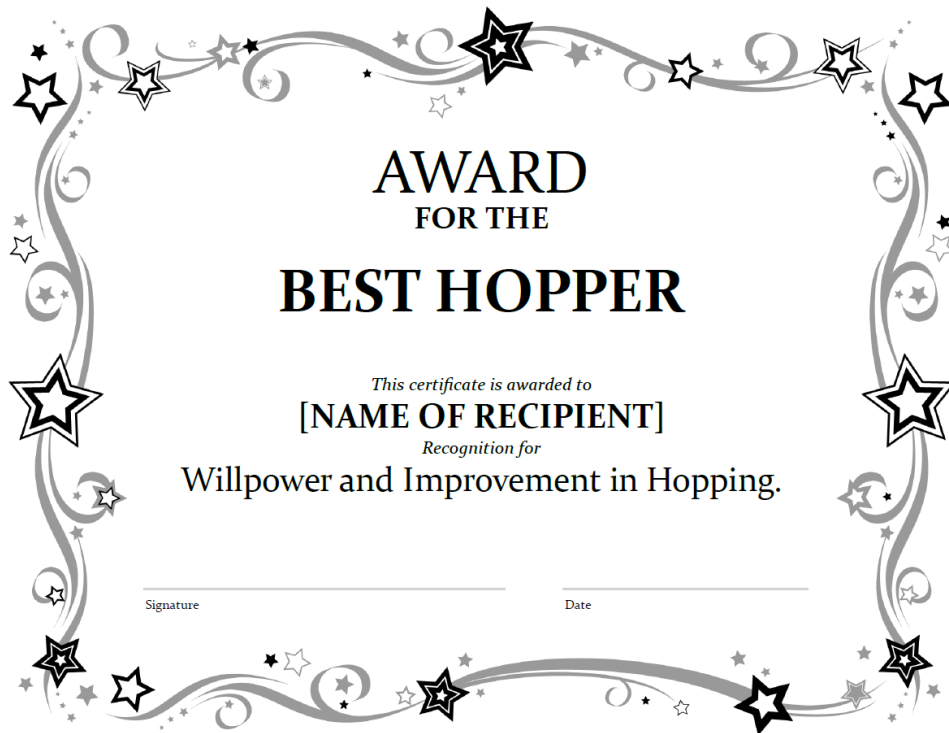 AWARD
FOR THE
BEST HOPPER
This certificate is awarded to
[NAME OF RECIPIENT]
Recognition for
Willpower and Improvement in Hopping.
Signature
Date